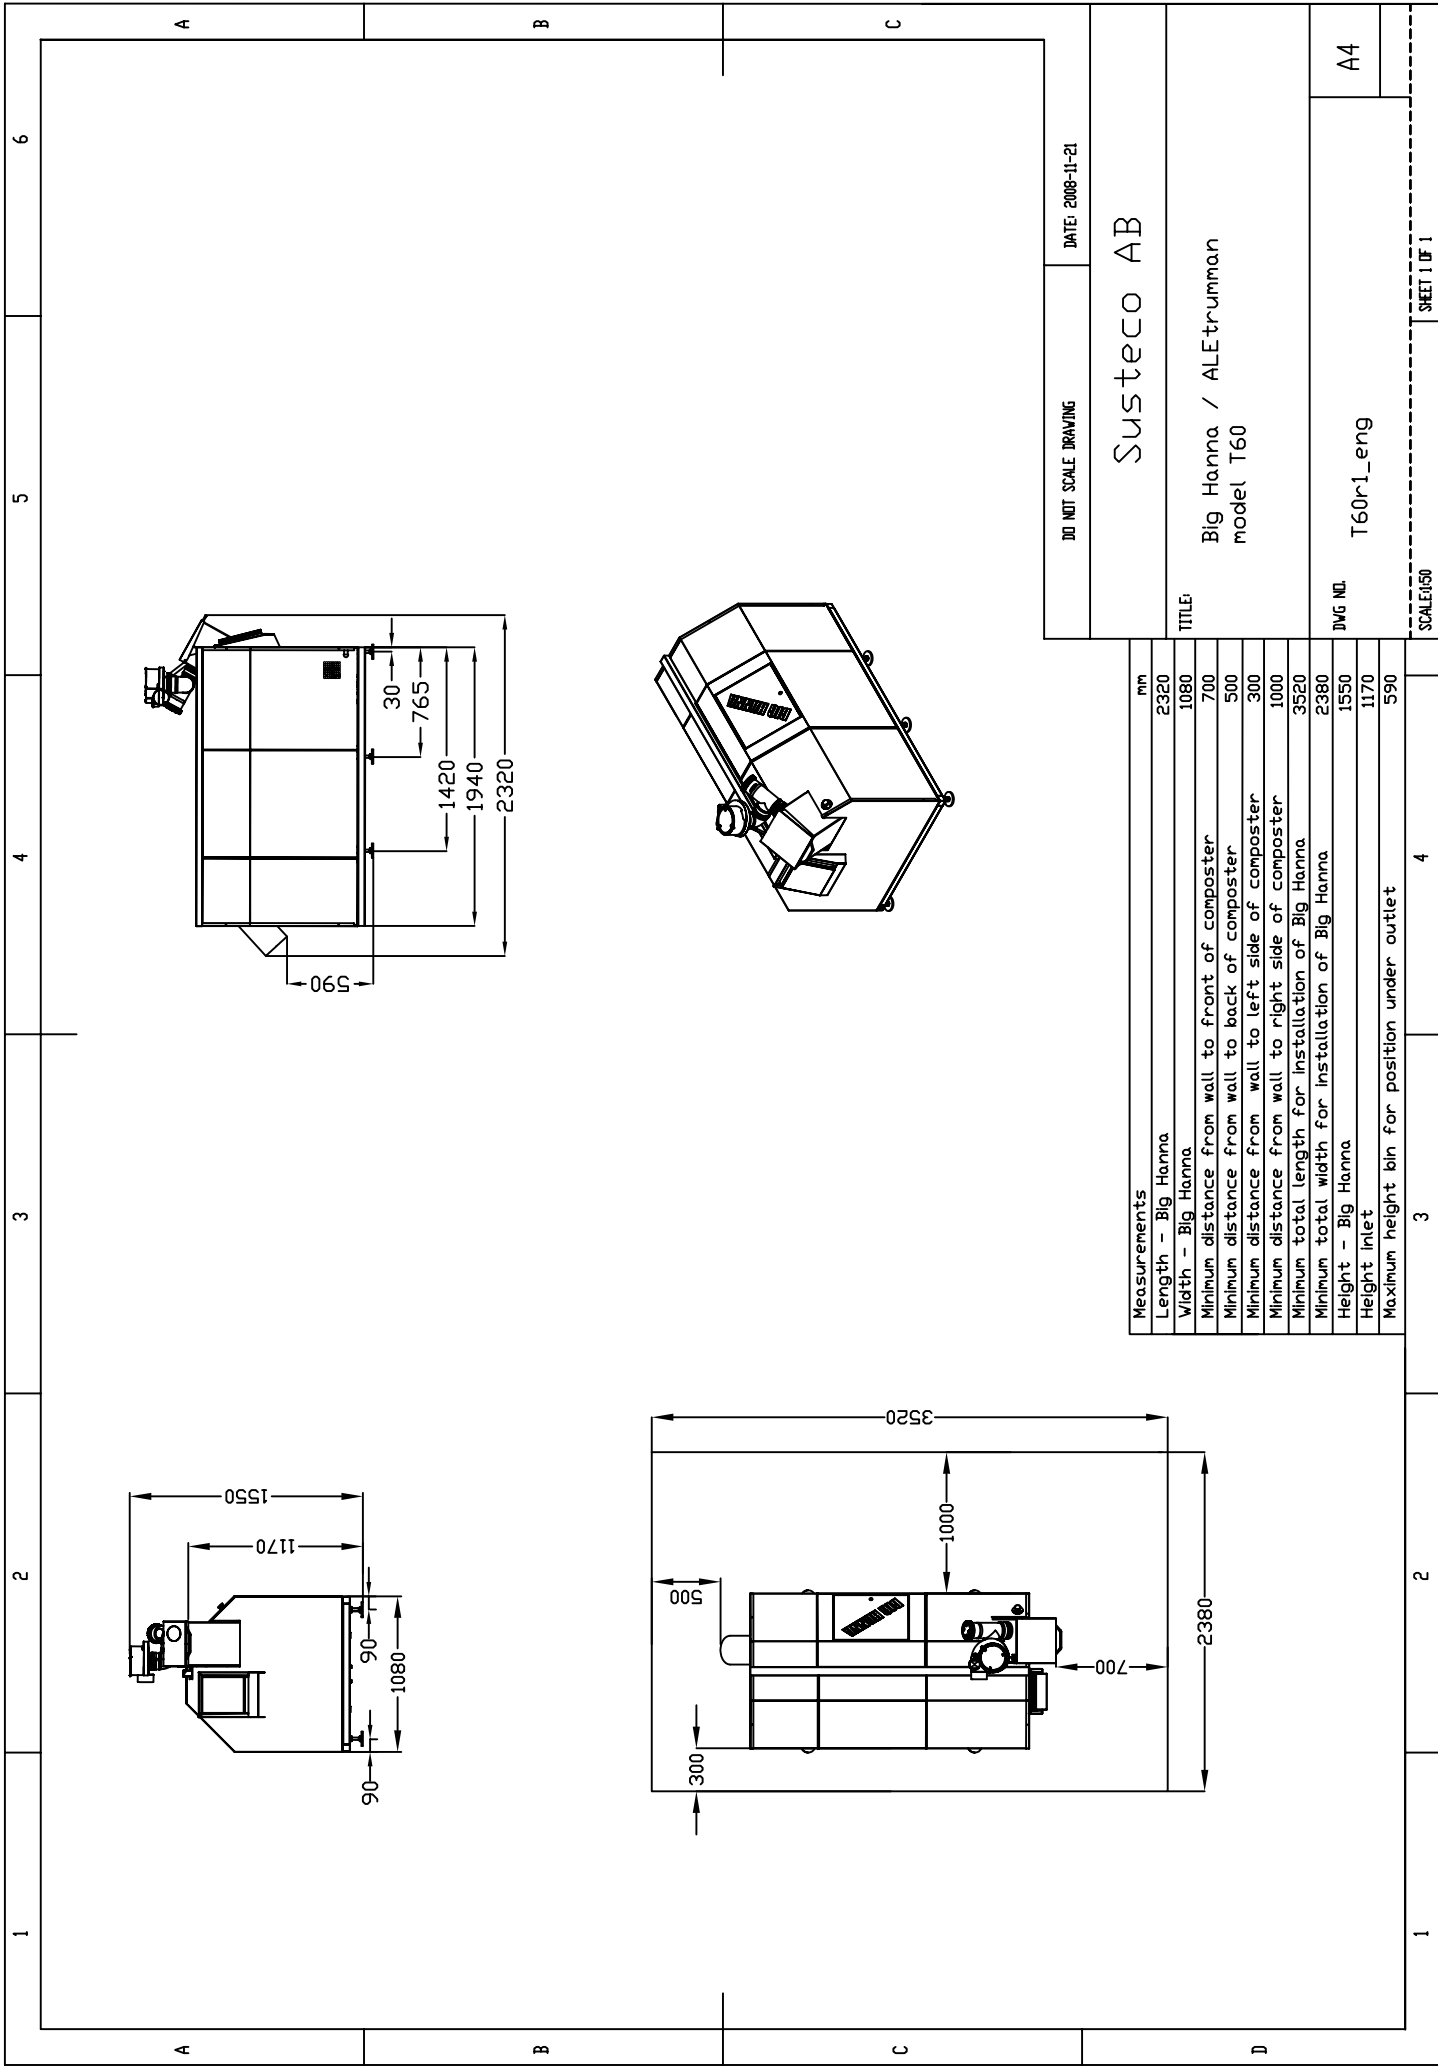 1
2
3
4
5
6
A
A
B
B
C
C
D
1550
1170
90
90
1080
590
30
765
1420
1940
2320
3520
500
1000
300
700
2380
Measurements mm
Length - Big Hanna 2320
Width - Big Hanna 1080
Minimum distance from wall to front of composter 700
Minimum distance from wall to back of composter 500
Minimum distance from wall to left side of composter 300
Minimum distance from wall to right side of composter 1000
Minimum total length for installation of Big Hanna 3520
Minimum total width for installation of Big Hanna 2380
Height - Big Hanna 1550
Height inlet 1170
Maximum height bin for position under outlet 590
DO NOT SCALE DRAWING
DATE: 2008-11-21
Susteco AB
TITLE:
Big Hanna / ALEtrumman
model T60
DWG NO.
T60r1_eng
A4
SCALE:1:50
SHEET 1 OF 1
1
2
3
4